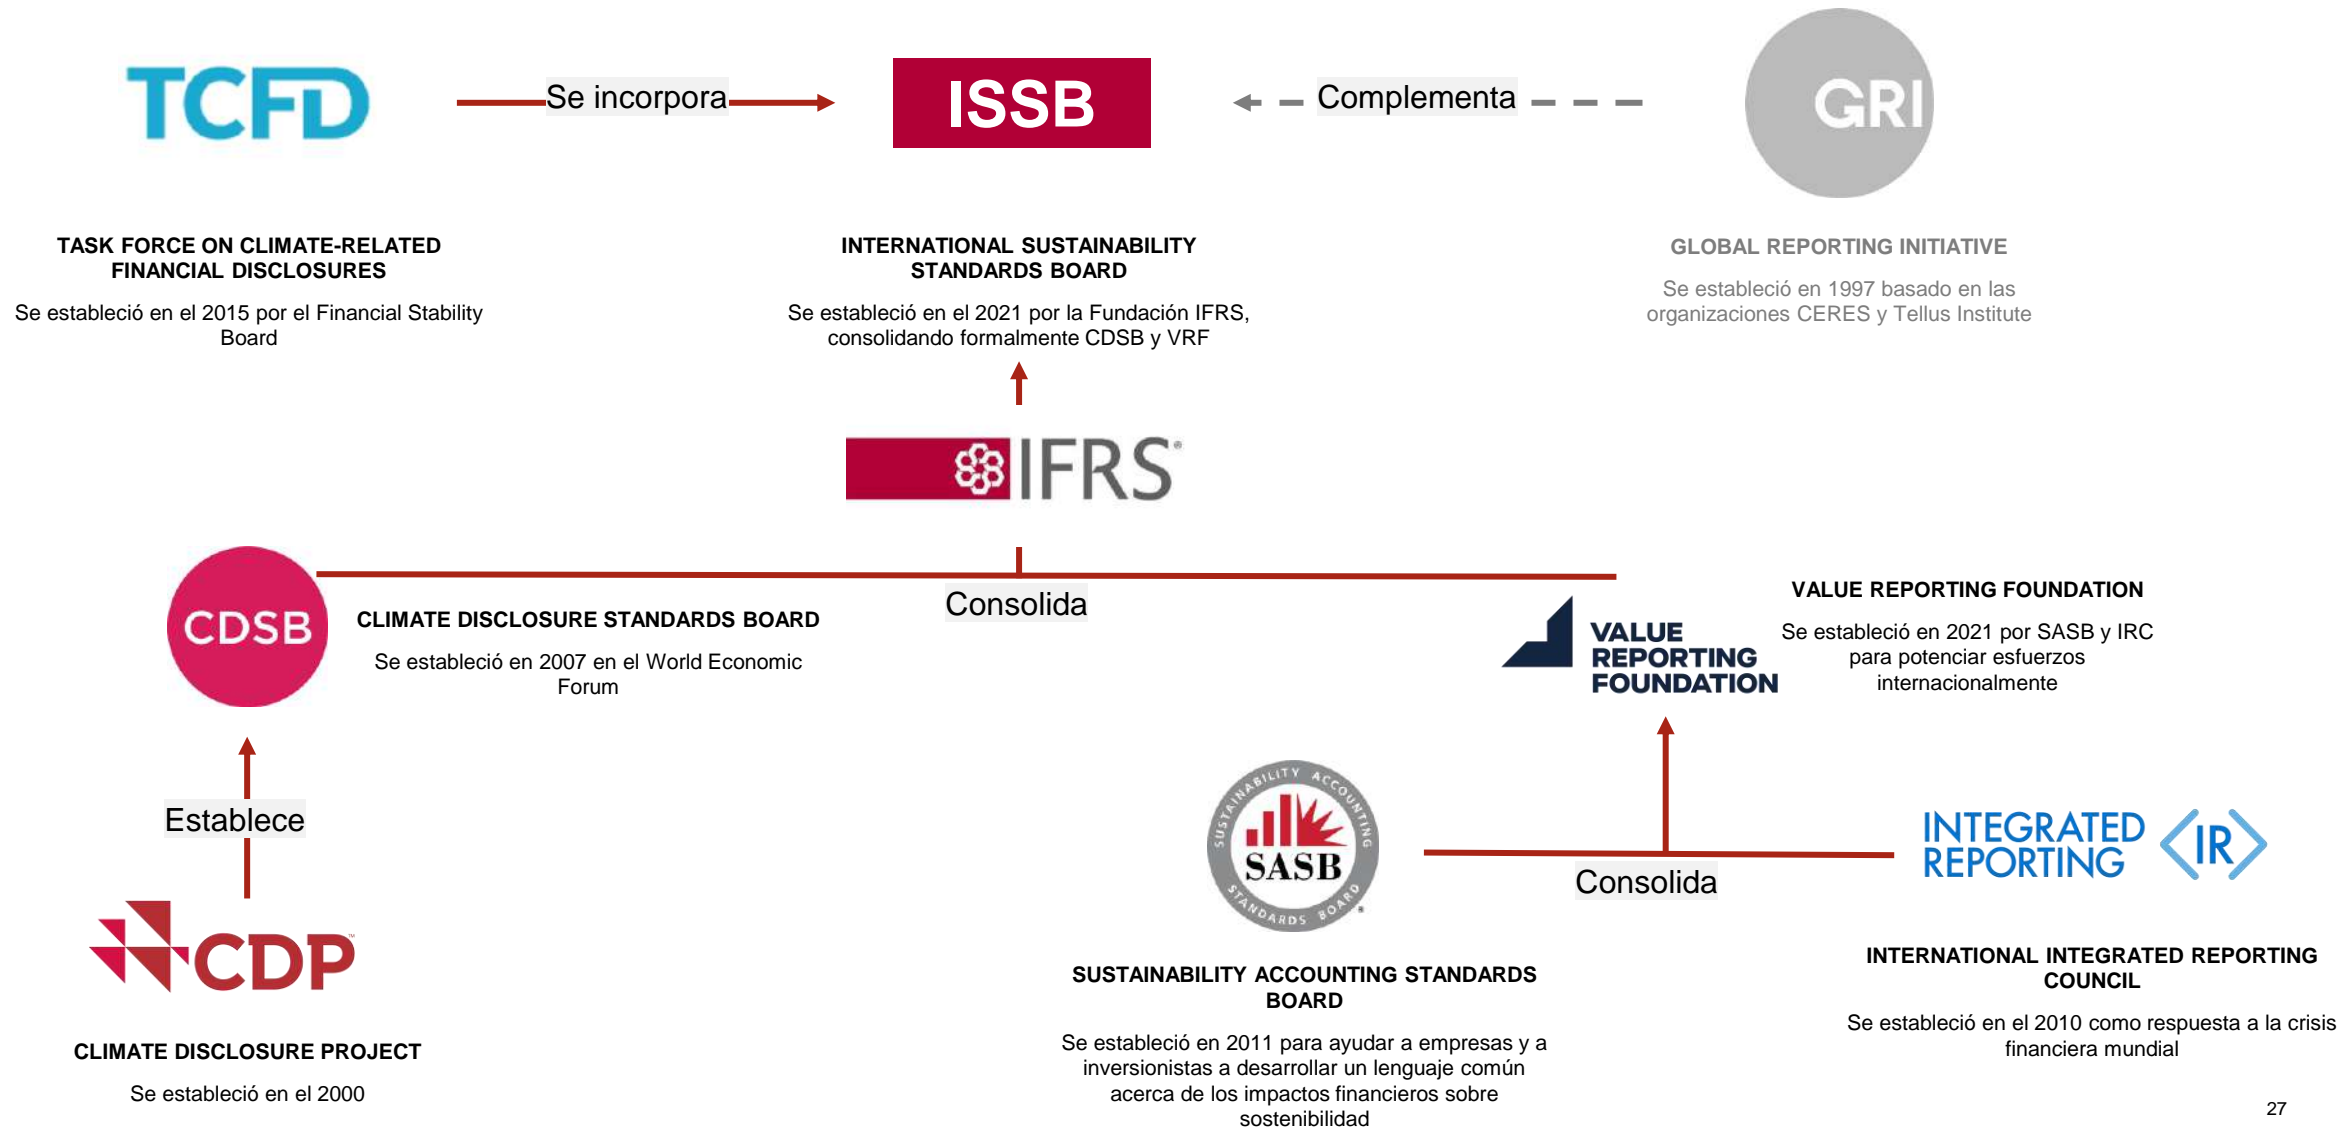 TCFD
Se incorpora
ISSB
Complementa
GRI
TASK FORCE ON CLIMATE-RELATED
FINANCIAL DISCLOSURES
Se estableció en el 2015 por el Financial Stability
Board
INTERNATIONAL SUSTAINABILITY
STANDARDS BOARD
Se estableció en el 2021 por la Fundación IFRS,
consolidando formalmente CDSB y VRF
GLOBAL REPORTING INITIATIVE
Se estableció en 1997 basado en las
organizaciones CERES y Tellus Institute
IFRS®
Consolida
CDSB
CLIMATE DISCLOSURE STANDARDS BOARD
Se estableció en 2007 en el World Economic
Forum
VALUE
REPORTING
FOUNDATION
VALUE REPORTING FOUNDATION
Se estableció en 2021 por SASB y IRC
para potenciar esfuerzos
internacionalmente
Establece
CDP™
CLIMATE DISCLOSURE PROJECT
Se estableció en el 2000
SUSTAINABILITY ACCOUNTING
SASB
STANDARDS BOARD®
Consolida
INTEGRATED
REPORTING
<IR>
SUSTAINABILITY ACCOUNTING STANDARDS
BOARD
Se estableció en 2011 para ayudar a empresas y a
inversionistas a desarrollar un lenguaje común
acerca de los impactos financieros sobre
sostenibilidad
INTERNATIONAL INTEGRATED REPORTING
COUNCIL
Se estableció en el 2010 como respuesta a la crisis
financiera mundial
27